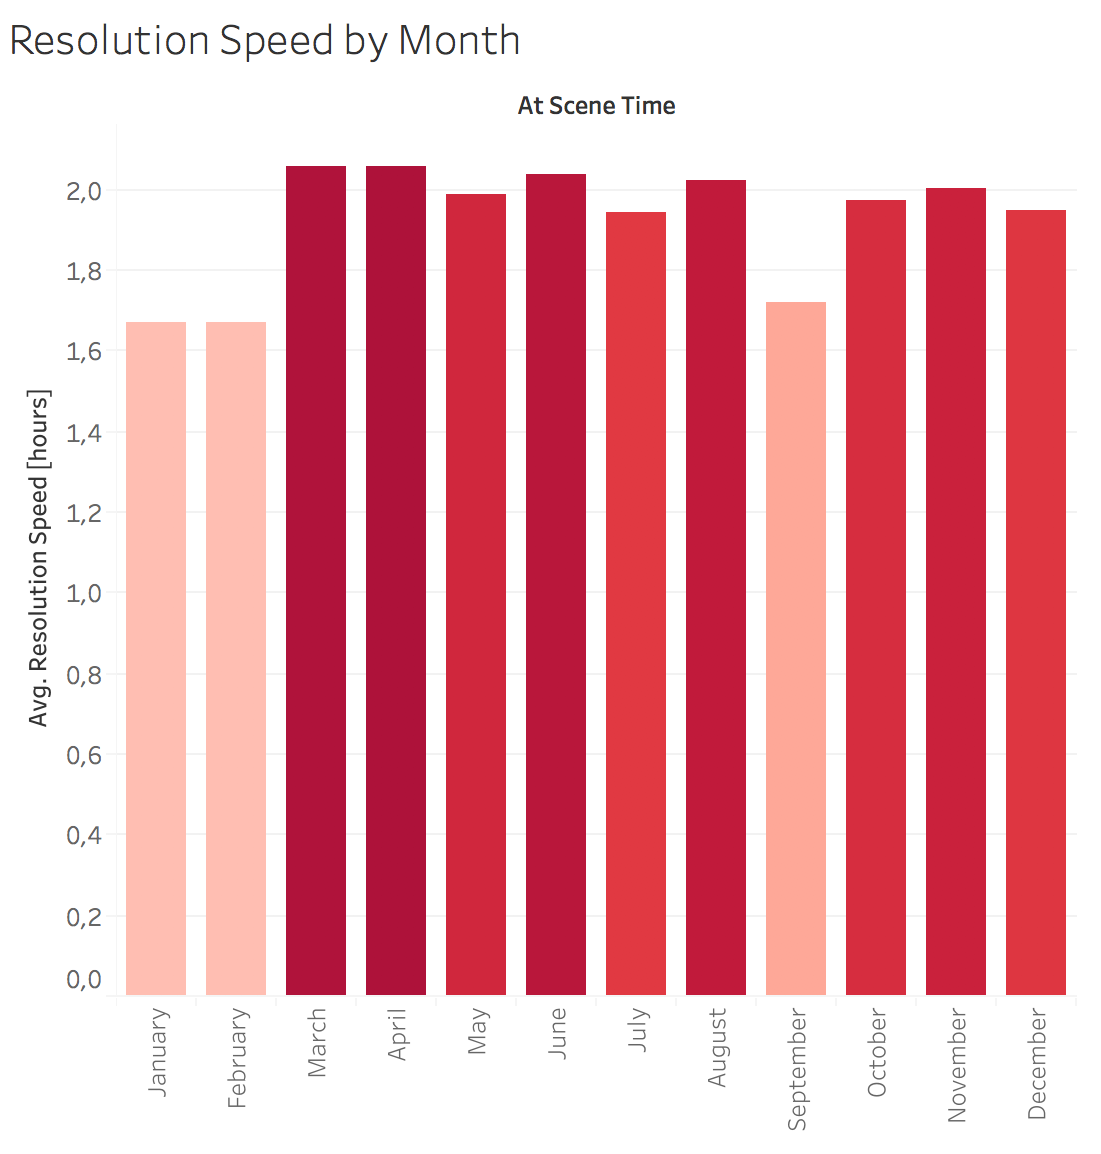 Resolution Speed by Month
At Scene Time
Avg. Resolution Speed [hours]
2,0
1,8
1,6
1,4
1,2
1,0
0,8
0,6
0,4
0,2
0,0
January
February
March
April
May
June
July
August
September
October
November
December